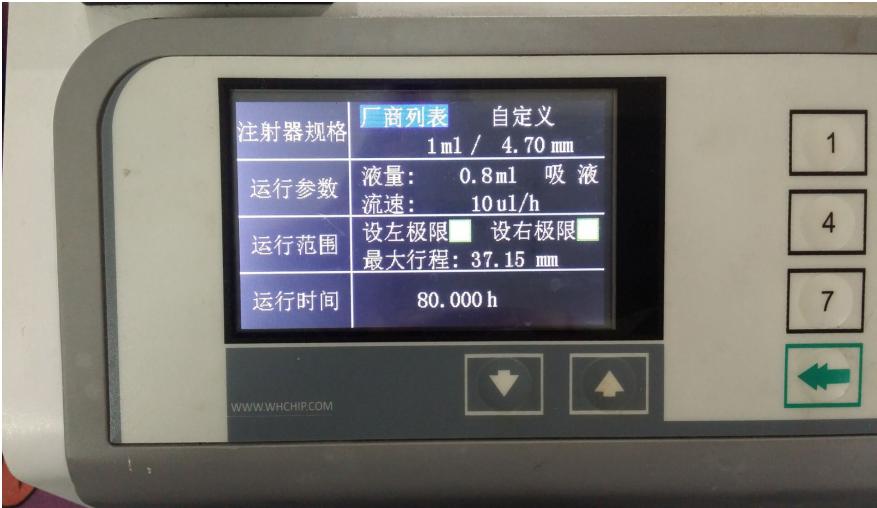 注射器规格 厂商列表 自定义
1ml / 4.70 mm
运行参数 液量: 0.8ml 吸 液
流速: 10ul/h
运行范围 设左极限 设右极限
最大行程: 37.15 mm
运行时间 80.000h
1
4
7
WWW.WHCHIP.COM